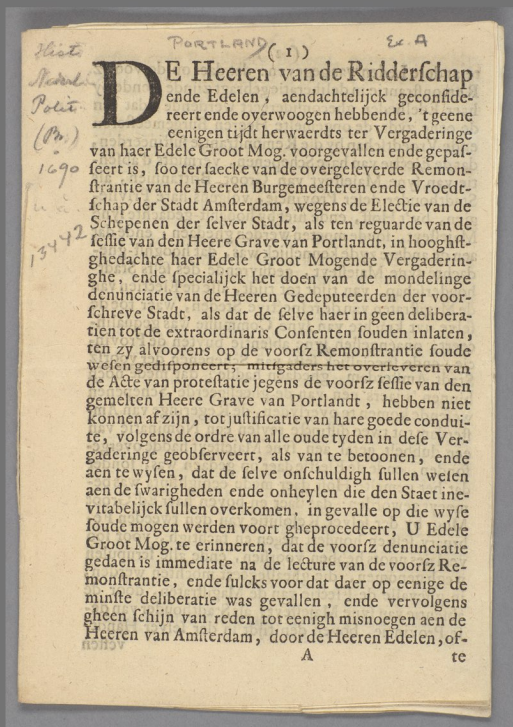 PORTLAND
Ex. A
(1)
Hist.
Nederl.
Polit.
(Pr.)
1690
13442
DE Heeren van de Ridderſchap
ende Edelen, aendachtelijck geconſide-
reert ende overwoogen hebbende, 't geene
eenigen tijdt herwaerdts ter Vergaderinge
van haer Edele Groot Mog. voorgevallen ende gepaſ-
ſeert is, ſoo ter ſaecke van de overgeleverde Remon-
ſtrantie van de Heeren Burgemeeſteren ende Vroedt-
ſchap der Stadt Amſterdam, wegens de Electie van de
Schepenen der ſelver Stadt, als ten reguarde van de
ſeſſie van den Heere Grave van Portlandt, in hooghſt-
ghedachte haer Edele Groot Mogende Vergaderin-
ghe, ende ſpecialijck het doen van de mondelinge
denunciatie van de Heeren Gedeputeerden der voor-
ſchreve Stadt, als dat de ſelve haer in geen delibera-
tien tot de extraordinaris Conſenten ſouden inlaten,
ten zy alvoorens op de voorſz Remonſtrantie ſoude
weſen gediſponeert; mitſgaders het overleveren van
de Acte van proteſtatie jegens de voorſz ſeſſie van den
gemelten Heere Grave van Portlandt, hebben niet
konnen af zijn, tot juſtificatie van hare goede condui-
te, volgens de ordre van alle oude tyden in deſe Ver-
gaderinge geobſerveert, als van te betoonen, ende
aen te wyſen, dat de ſelve onſchuldigh ſullen weſen
aen de ſwarigheden ende onheylen die den Staet ine-
vitabelijck ſullen overkomen, in gevalle op die wyſe
ſoude mogen werden voort gheprocedeert, U Edele
Groot Mog. te erinneren, dat de voorſz denunciatie
gedaen is immediate na de lecture van de voorſz Re-
monſtrantie, ende ſulcks voor dat daer op eenige de
minſte deliberatie was gevallen, ende vervolgens
gheen ſchijn van reden tot eenigh misnoegen aen de
Heeren van Amſterdam, door de Heeren Edelen, of-
A
te